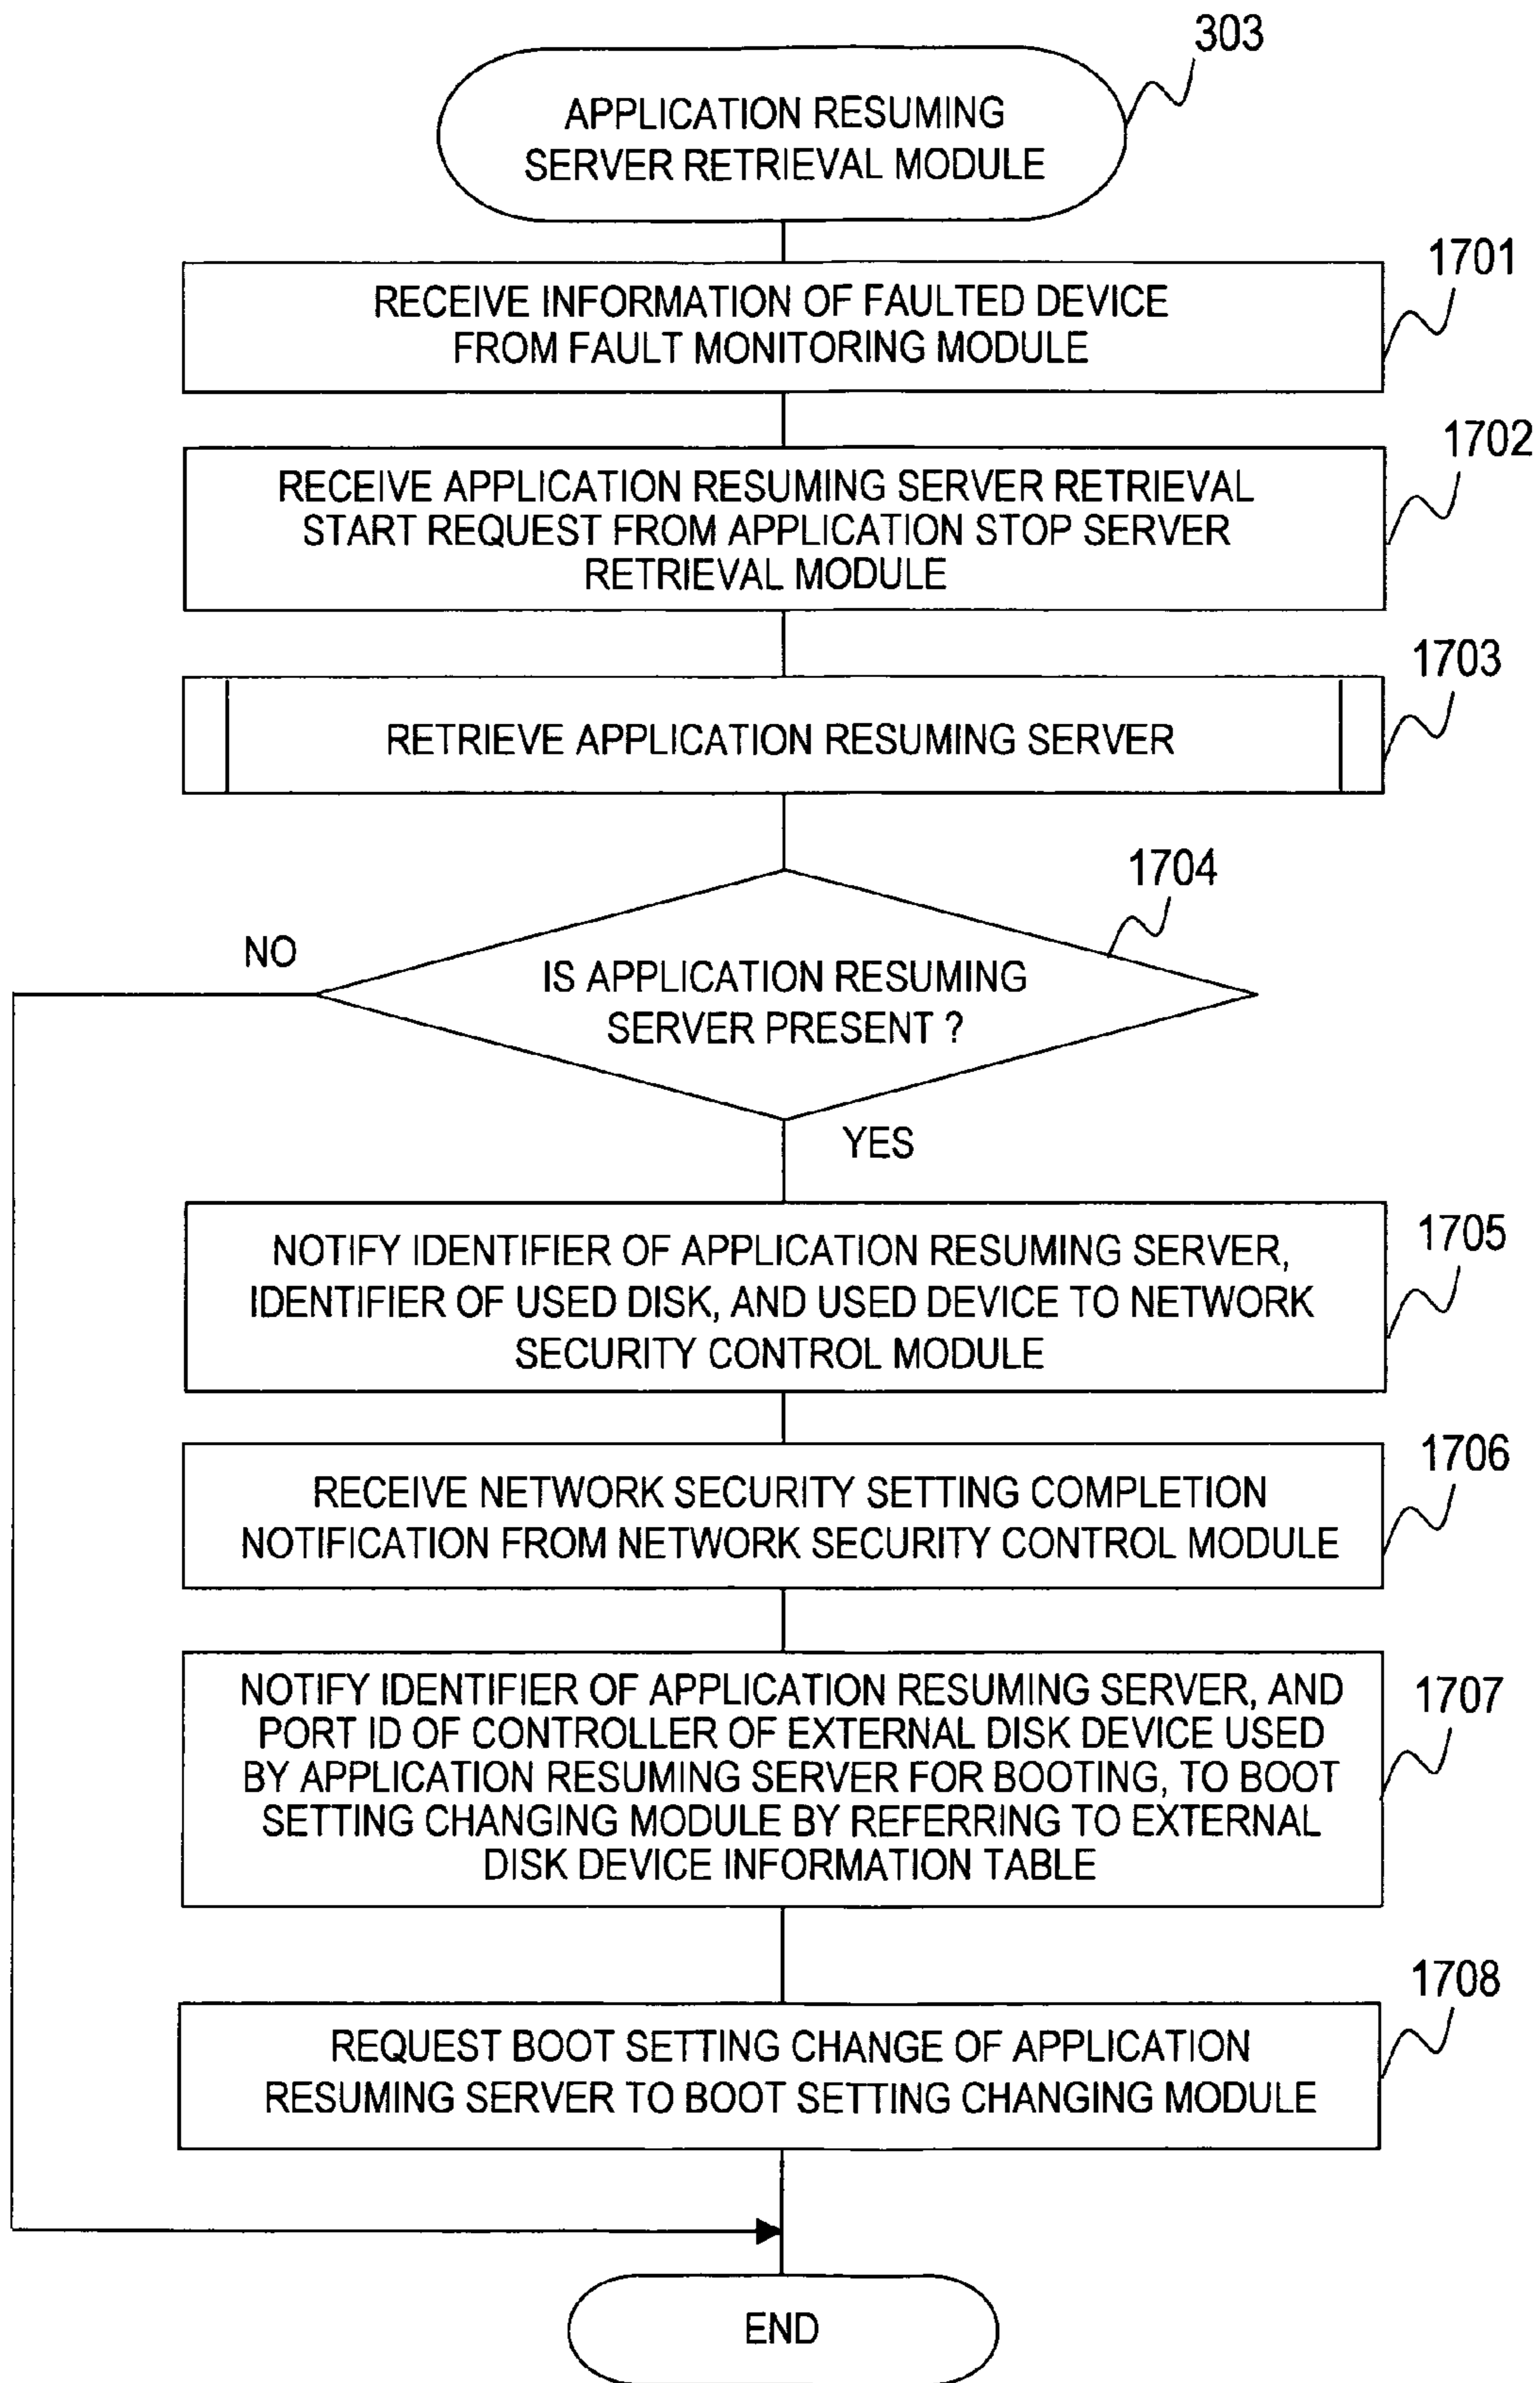 303
APPLICATION RESUMING
SERVER RETRIEVAL MODULE
1701
RECEIVE INFORMATION OF FAULTED DEVICE
FROM FAULT MONITORING MODULE
1702
RECEIVE APPLICATION RESUMING SERVER RETRIEVAL
START REQUEST FROM APPLICATION STOP SERVER
RETRIEVAL MODULE
1703
RETRIEVE APPLICATION RESUMING SERVER
1704
NO
IS APPLICATION RESUMING
SERVER PRESENT ?
YES
1705
NOTIFY IDENTIFIER OF APPLICATION RESUMING SERVER,
IDENTIFIER OF USED DISK, AND USED DEVICE TO NETWORK
SECURITY CONTROL MODULE
1706
RECEIVE NETWORK SECURITY SETTING COMPLETION
NOTIFICATION FROM NETWORK SECURITY CONTROL MODULE
1707
NOTIFY IDENTIFIER OF APPLICATION RESUMING SERVER, AND
PORT ID OF CONTROLLER OF EXTERNAL DISK DEVICE USED
BY APPLICATION RESUMING SERVER FOR BOOTING, TO BOOT
SETTING CHANGING MODULE BY REFERRING TO EXTERNAL
DISK DEVICE INFORMATION TABLE
1708
REQUEST BOOT SETTING CHANGE OF APPLICATION
RESUMING SERVER TO BOOT SETTING CHANGING MODULE
END